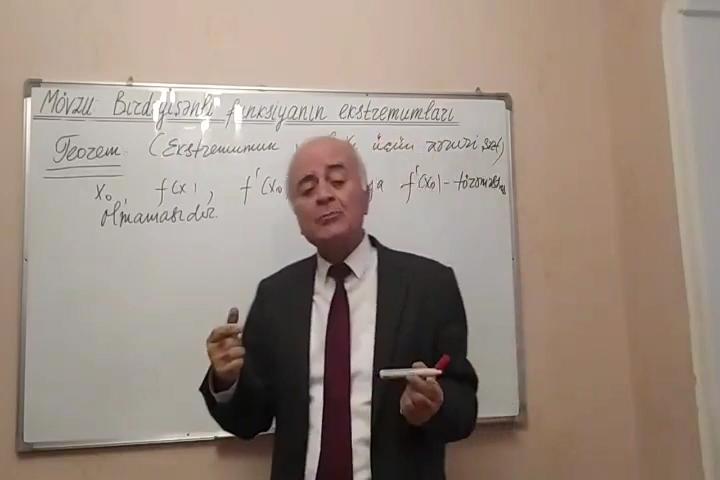 Mövzu: Birdəyişənli funksiyanın ekstremumları
Teorem. (Ekstremumun üçün zəruri şərt)
x₀, f(x), f'(x₀) f'(x₀) - törəməsi
olmamasıdır.